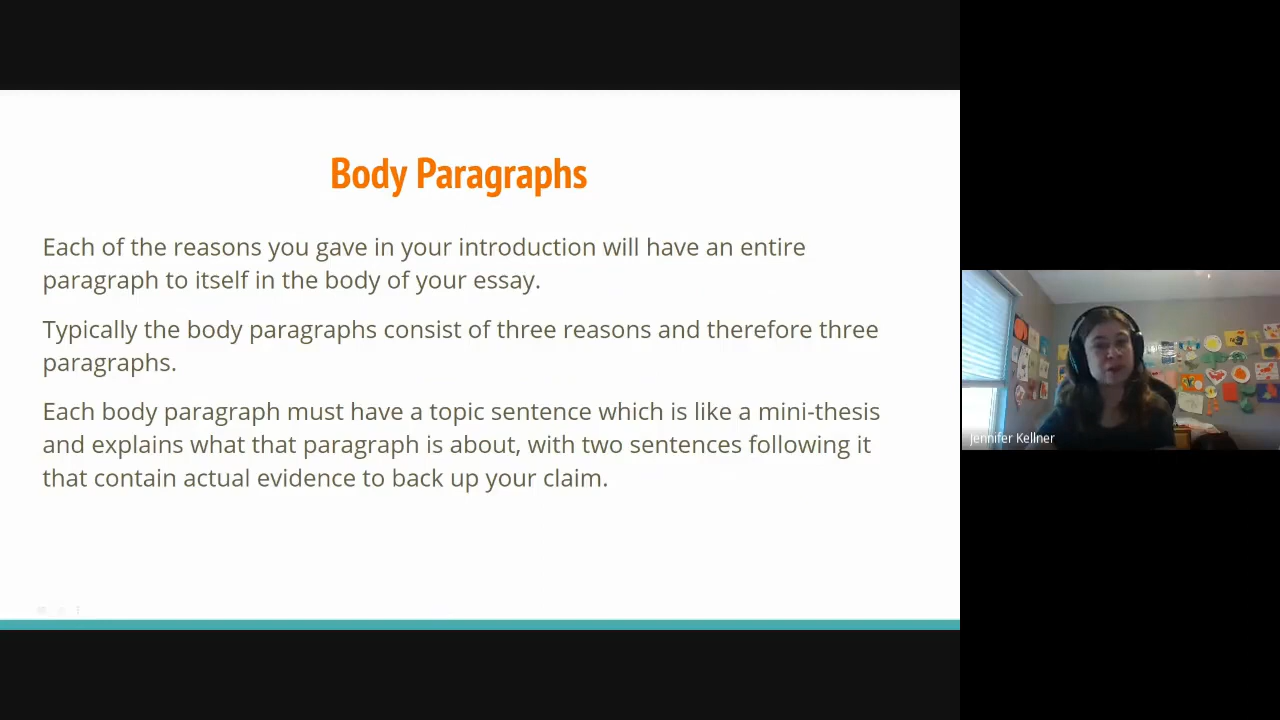 Body Paragraphs
Each of the reasons you gave in your introduction will have an entire
paragraph to itself in the body of your essay.
Typically the body paragraphs consist of three reasons and therefore three
paragraphs.
Each body paragraph must have a topic sentence which is like a mini-thesis
and explains what that paragraph is about, with two sentences following it
that contain actual evidence to back up your claim.
Jennifer Kellner